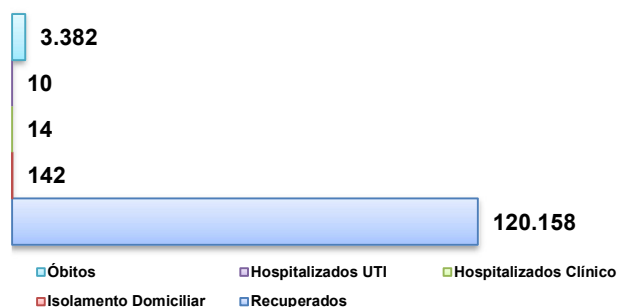 3.382
10
14
142
120.158
Óbitos Hospitalizados UTI Hospitalizados Clínico
Isolamento Domiciliar Recuperados